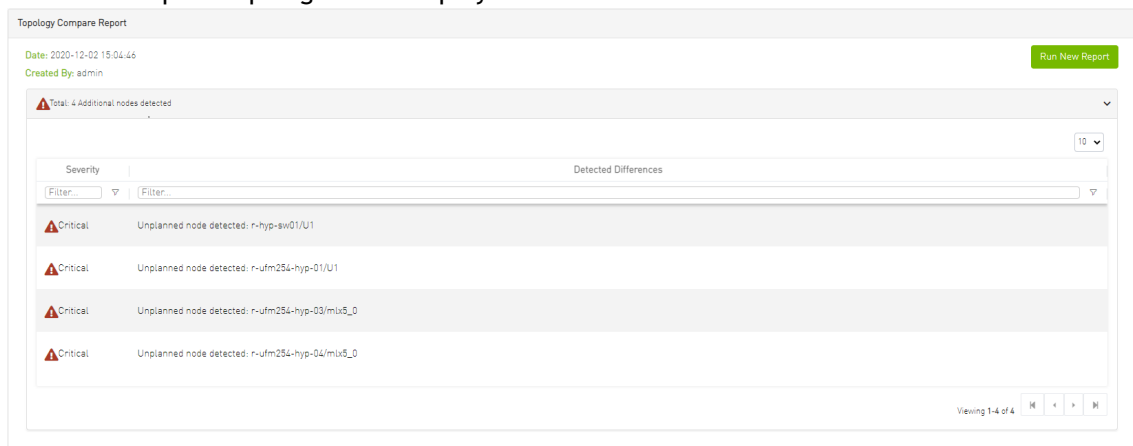 Topology Compare Report
Date: 2020-12-02 15:04:46
Run New Report
Created By: admin
Total: 4 Additional nodes detected
10
Severity Detected Differences
Filter... Filter...
Critical Unplanned node detected: r-hyp-sw01/U1
Critical Unplanned node detected: r-ufm254-hyp-01/U1
Critical Unplanned node detected: r-ufm254-hyp-03/mlx5_0
Critical Unplanned node detected: r-ufm254-hyp-04/mlx5_0
Viewing 1-4 of 4